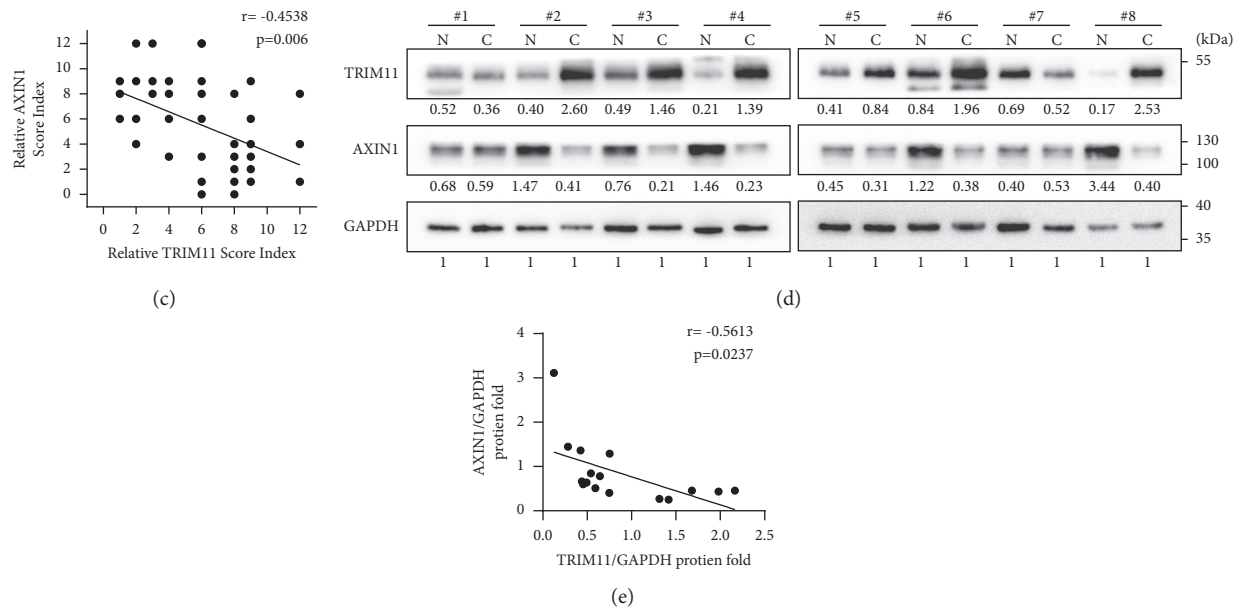 r= -0.4538
p=0.006
Relative AXIN1
Score Index
12
10
8
6
4
2
0
0 2 4 6 8 10 12
Relative TRIM11 Score Index
(c)
#1 #2 #3 #4 #5 #6 #7 #8
N C N C N C N C N C N C N C N C (kDa)
TRIM11 55
0.52 0.36 0.40 2.60 0.49 1.46 0.21 1.39 0.41 0.84 0.84 1.96 0.69 0.52 0.17 2.53
AXIN1 130
100
0.68 0.59 1.47 0.41 0.76 0.21 1.46 0.23 0.45 0.31 1.22 0.38 0.40 0.53 3.44 0.40
GAPDH 40
35
1 1 1 1 1 1 1 1 1 1 1 1 1 1 1 1
(d)
r= -0.5613
p=0.0237
AXIN1/GAPDH
protien fold
4
3
2
1
0
0.0 0.5 1.0 1.5 2.0 2.5
TRIM11/GAPDH protien fold
(e)